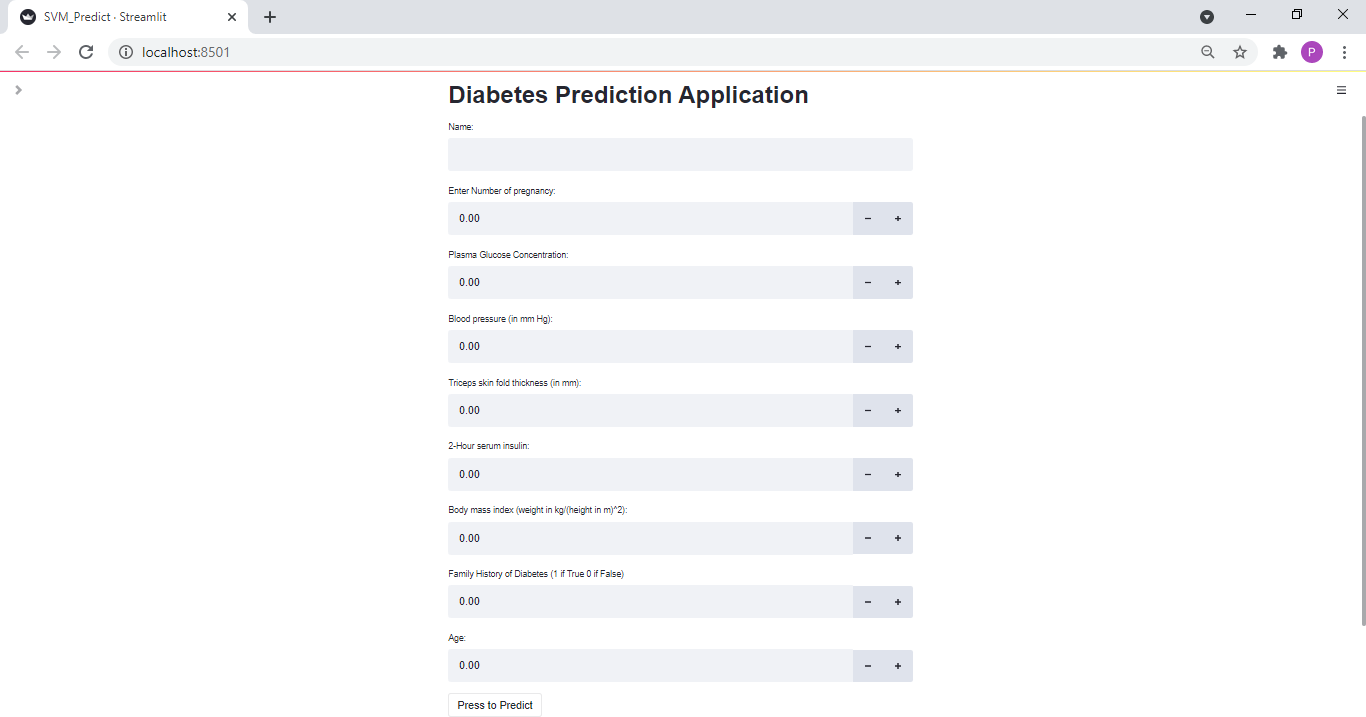 SVM_Predict · Streamlit
localhost:8501
P
Diabetes Prediction Application
Name:
Enter Number of pregnancy:
0.00
Plasma Glucose Concentration:
0.00
Blood pressure (in mm Hg):
0.00
Triceps skin fold thickness (in mm):
0.00
2-Hour serum insulin:
0.00
Body mass index (weight in kg/(height in m)^2):
0.00
Family History of Diabetes (1 if True 0 if False)
0.00
Age:
0.00
Press to Predict